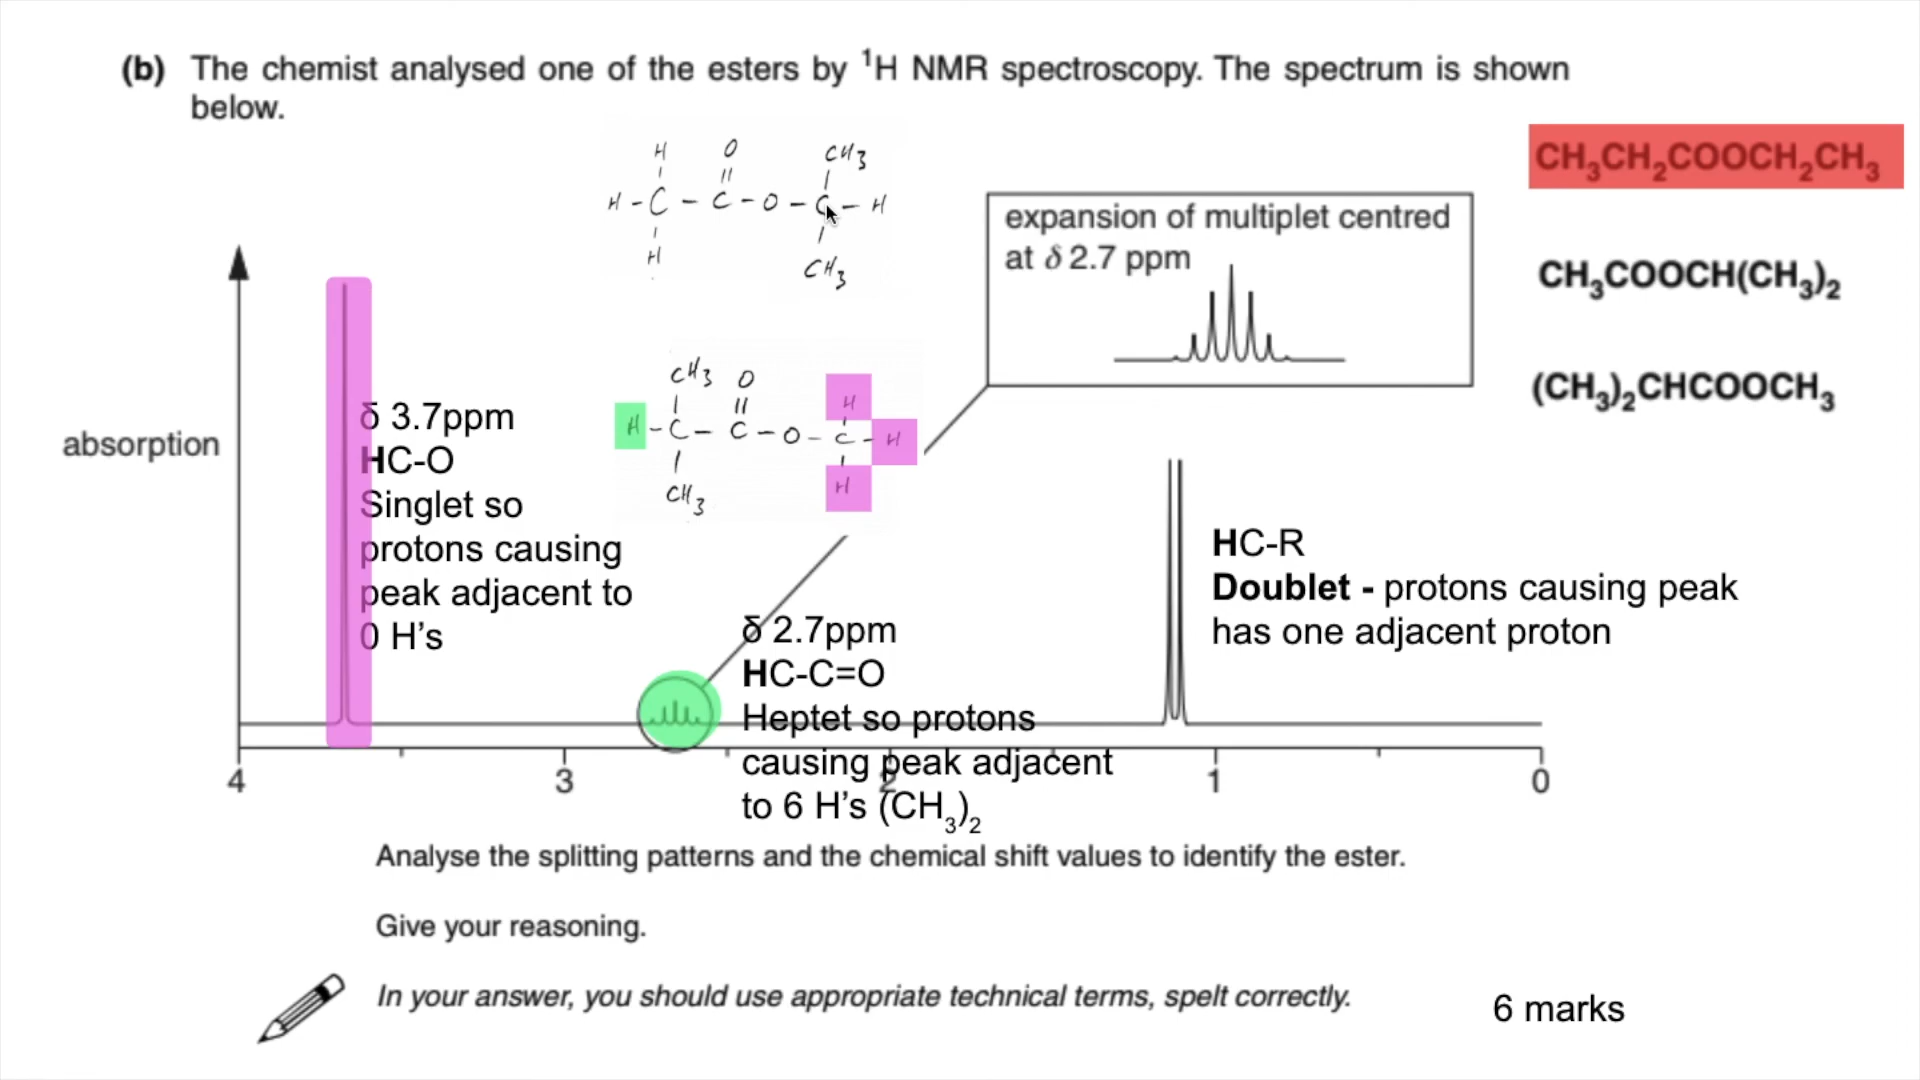 (b) The chemist analysed one of the esters by ¹H NMR spectroscopy. The spectrum is shown
below.
CH₃CH₂COOCH₂CH₃
CH₃COOCH(CH₃)₂
(CH₃)₂CHCOOCH₃
H O CH₃
H - C - C - O - C - H
H CH₃
expansion of multiplet centred
at δ 2.7 ppm
CH₃ O H
H - C - C - O - C - H
CH₃ H
absorption
δ 3.7ppm
HC-O
Singlet so
protons causing
peak adjacent to
0 H’s
δ 2.7ppm
HC-C=O
Heptet so protons
causing peak adjacent
to 6 H’s (CH₃)₂
HC-R
Doublet - protons causing peak
has one adjacent proton
4 3 2 1 0
Analyse the splitting patterns and the chemical shift values to identify the ester.
Give your reasoning.
In your answer, you should use appropriate technical terms, spelt correctly.
6 marks